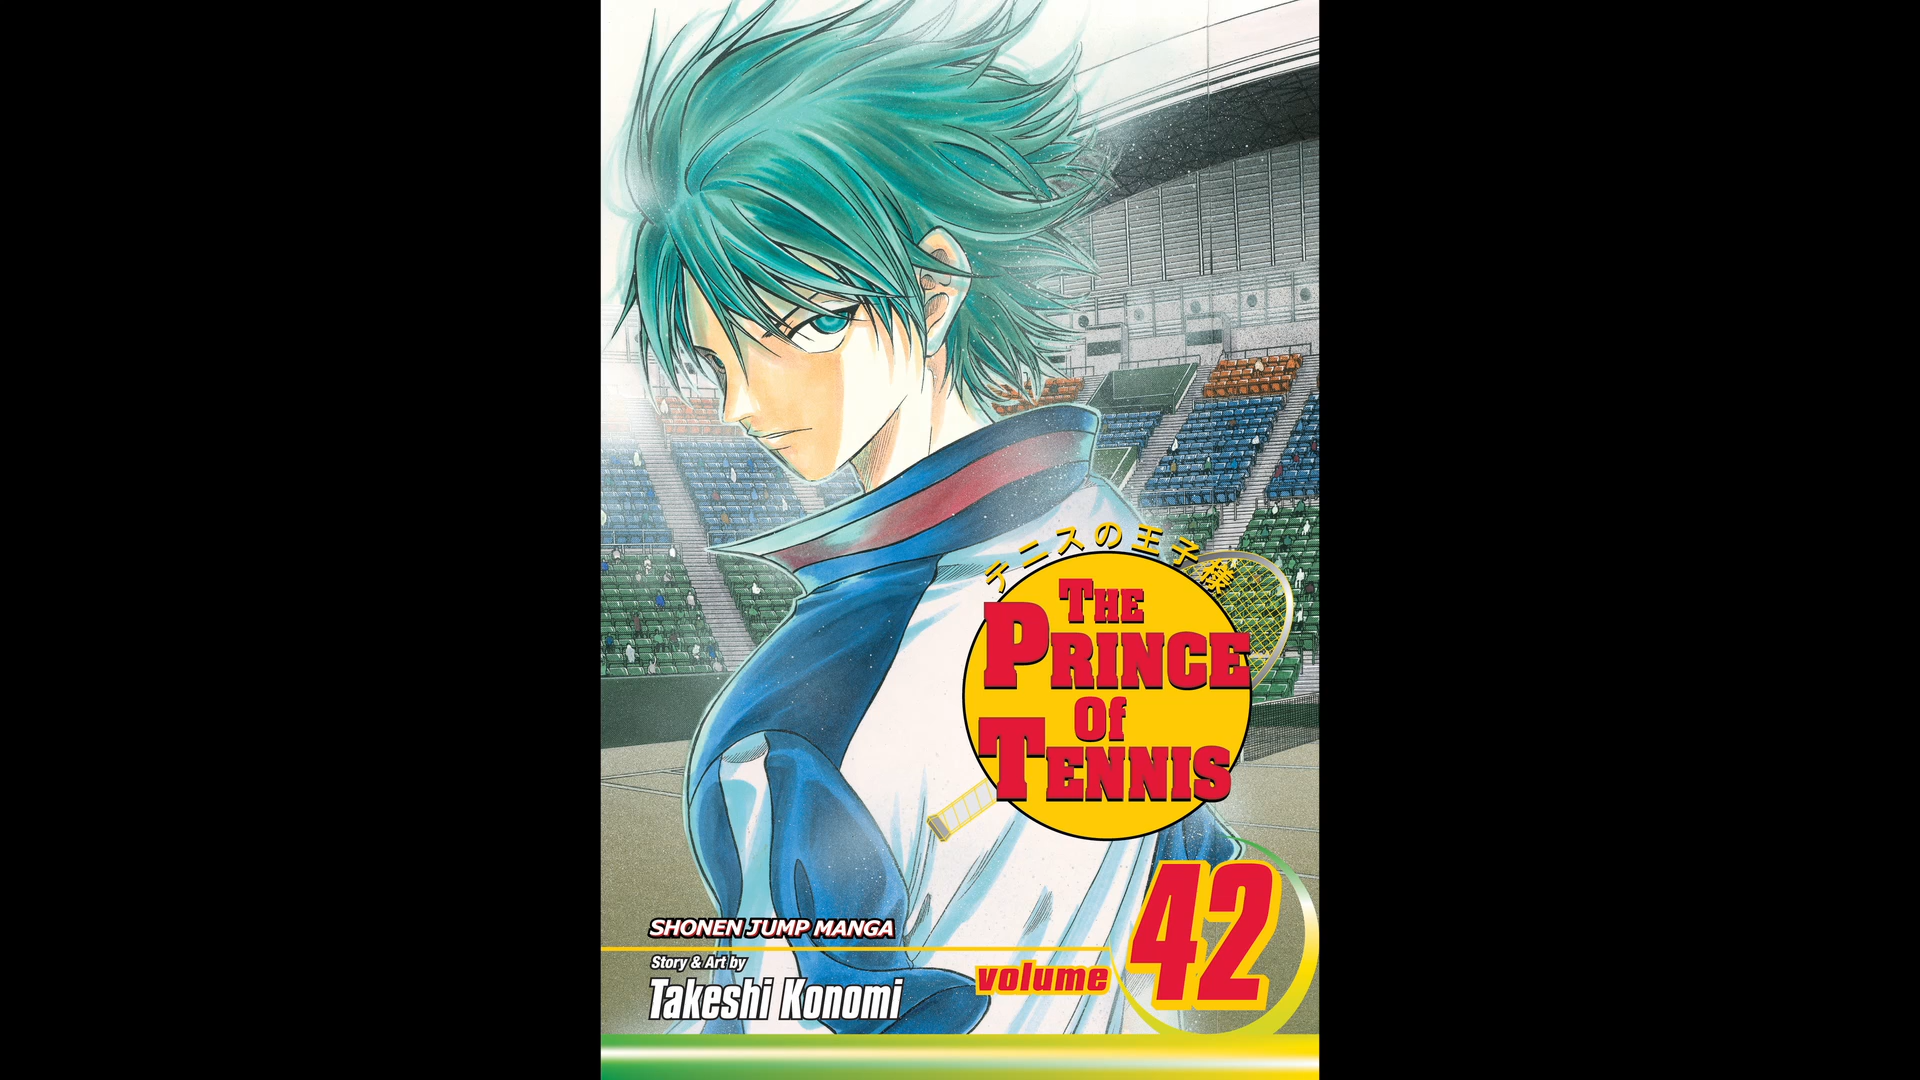 テニスの王子様
THE
PRINCE
Of
TENNIS
SHONEN JUMP MANGA
Story & Art by
Takeshi Konomi
volume
42